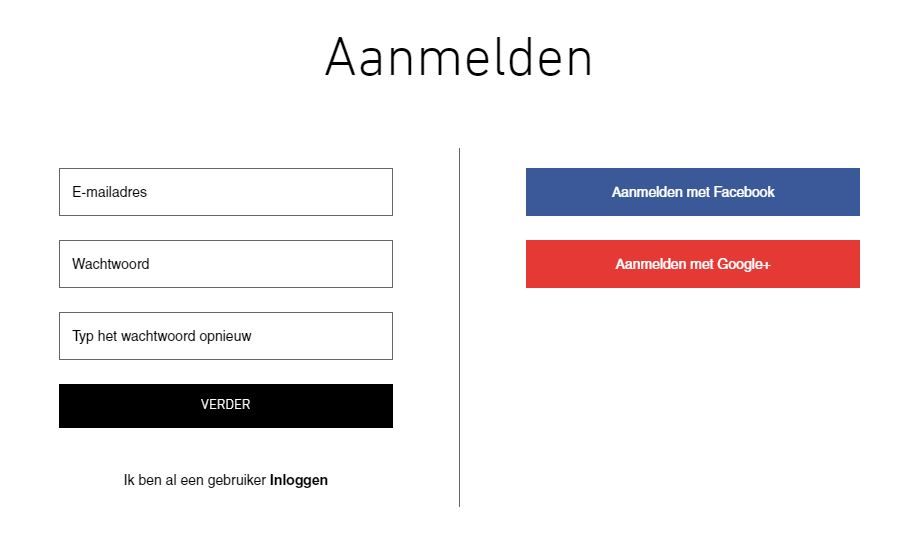 Aanmelden
E-mailadres
Wachtwoord
Typ het wachtwoord opnieuw
VERDER
Ik ben al een gebruiker Inloggen
Aanmelden met Facebook
Aanmelden met Google+